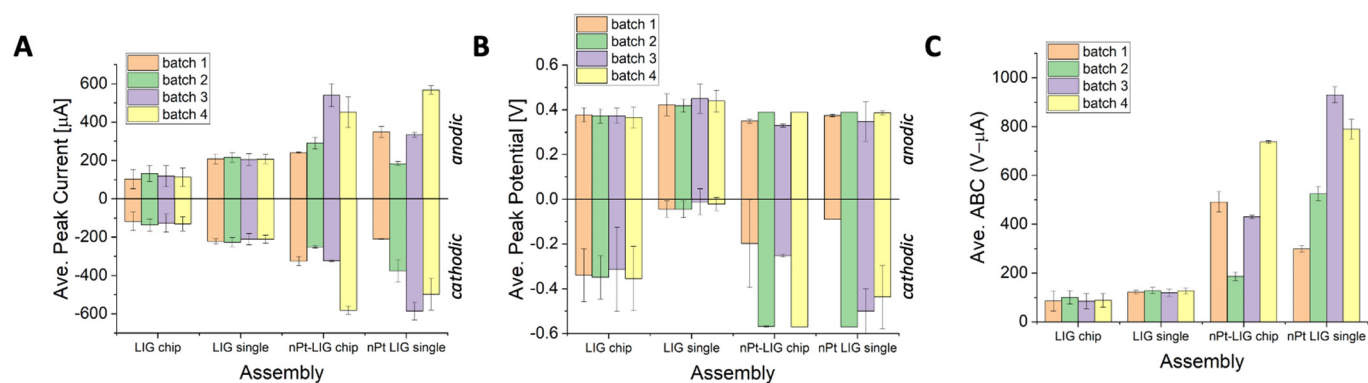 A
batch 1
batch 2
batch 3
batch 4
Ave. Peak Current [µA]
600
400
200
0
-200
-400
-600
anodic
cathodic
LIG chip
LIG single
nPt-LIG chip
nPt LIG single
Assembly
B
batch 1
batch 2
batch 3
batch 4
Ave. Peak Potential [V]
0.6
0.4
0.2
0.0
-0.2
-0.4
-0.6
anodic
cathodic
LIG chip
LIG single
nPt-LIG chip
nPt LIG single
Assembly
C
batch 1
batch 2
batch 3
batch 4
Ave. ABC (V−µA)
1000
800
600
400
200
0
LIG chip
LIG single
nPt-LIG chip
nPt LIG single
Assembly